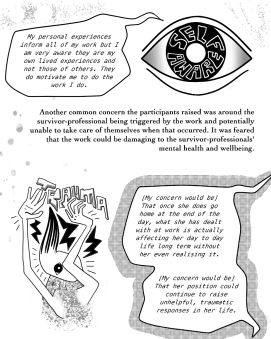 My personal experiences
inform all of my work but I
am very aware they are my
own lived experiences and
not those of others. They
do motivate me to do the
work I do.
SELF
AWARE
Another common concern the participants raised was around the
survivor-professional being triggered by the work and potentially
unable to take care of themselves when that occurred. It was feared
that the work could be damaging to the survivor-professionals'
mental health and wellbeing.
TRAUMA
[My concern would be]
That once she does go
home at the end of the
day, what she has dealt
with at work is actually
affecting her day to day
life long term without
her even realising it.
[My concern would be]
That her position could
continue to raise
unhelpful, traumatic
responses in her life.